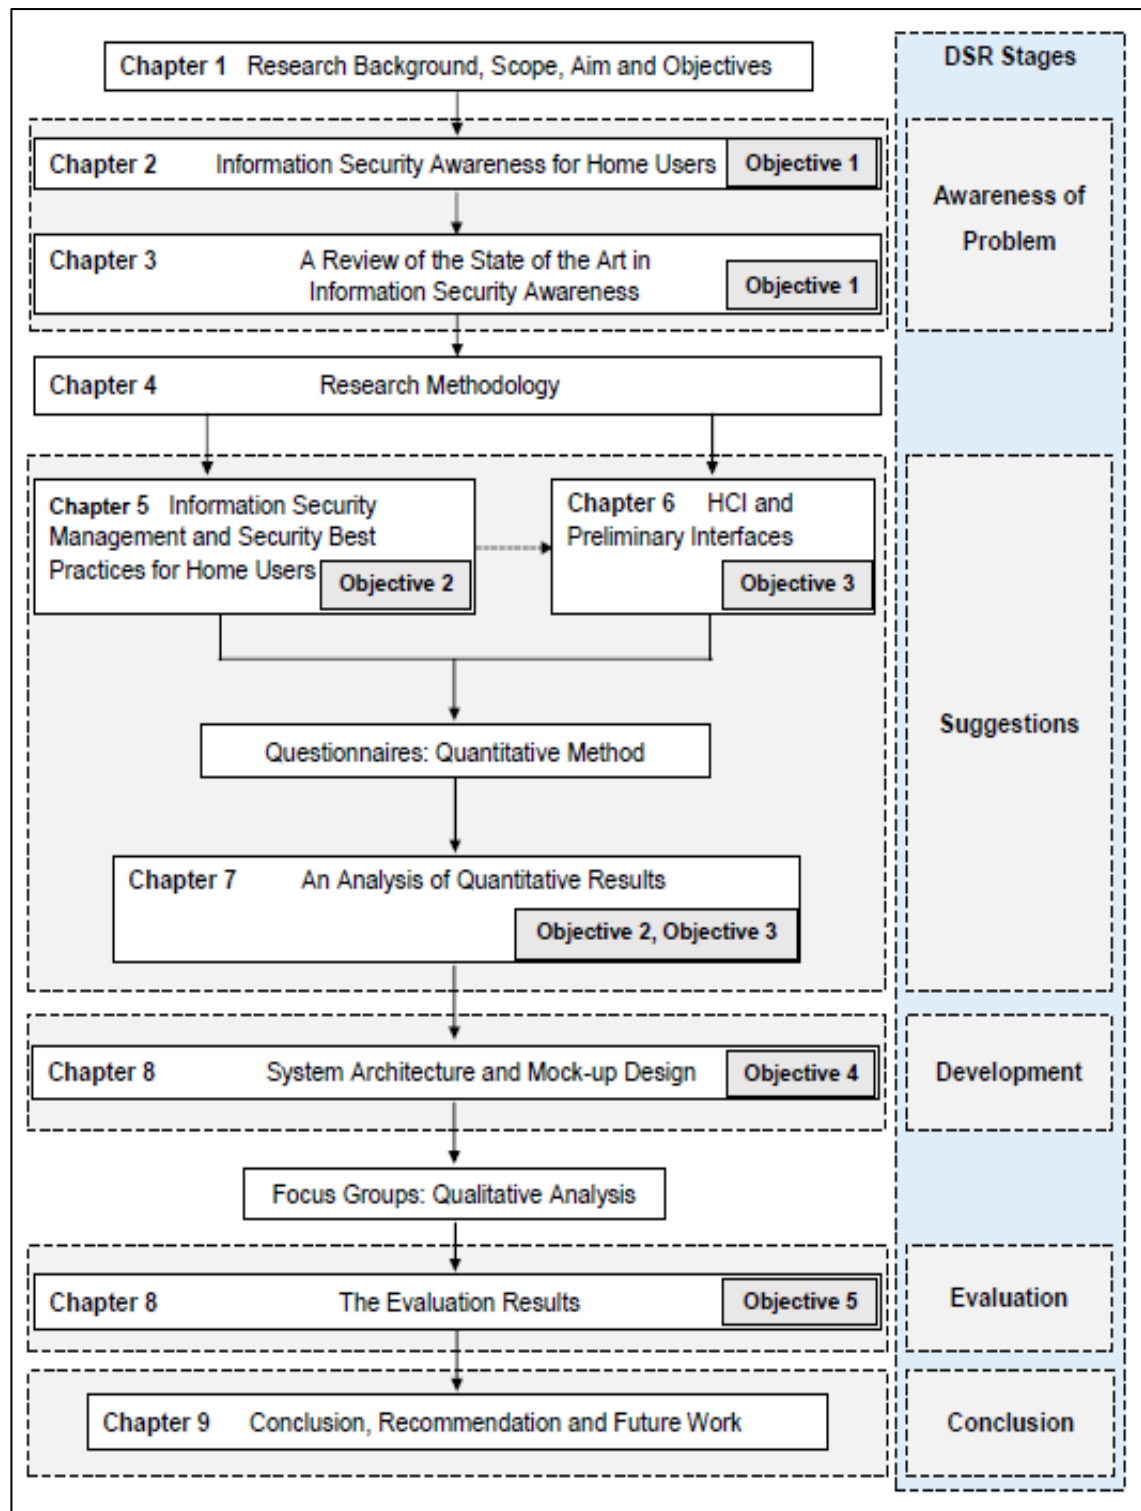 DSR Stages
Chapter 1 Research Background, Scope, Aim and Objectives
Chapter 2 Information Security Awareness for Home Users
Objective 1
Awareness of
Problem
Chapter 3 A Review of the State of the Art in
Information Security Awareness
Objective 1
Chapter 4 Research Methodology
Chapter 5 Information Security
Management and Security Best
Practices for Home Users
Objective 2
Chapter 6 HCI and
Preliminary Interfaces
Objective 3
Suggestions
Questionnaires: Quantitative Method
Chapter 7 An Analysis of Quantitative Results
Objective 2, Objective 3
Chapter 8 System Architecture and Mock-up Design
Objective 4
Development
Focus Groups: Qualitative Analysis
Chapter 8 The Evaluation Results
Objective 5
Evaluation
Chapter 9 Conclusion, Recommendation and Future Work
Conclusion